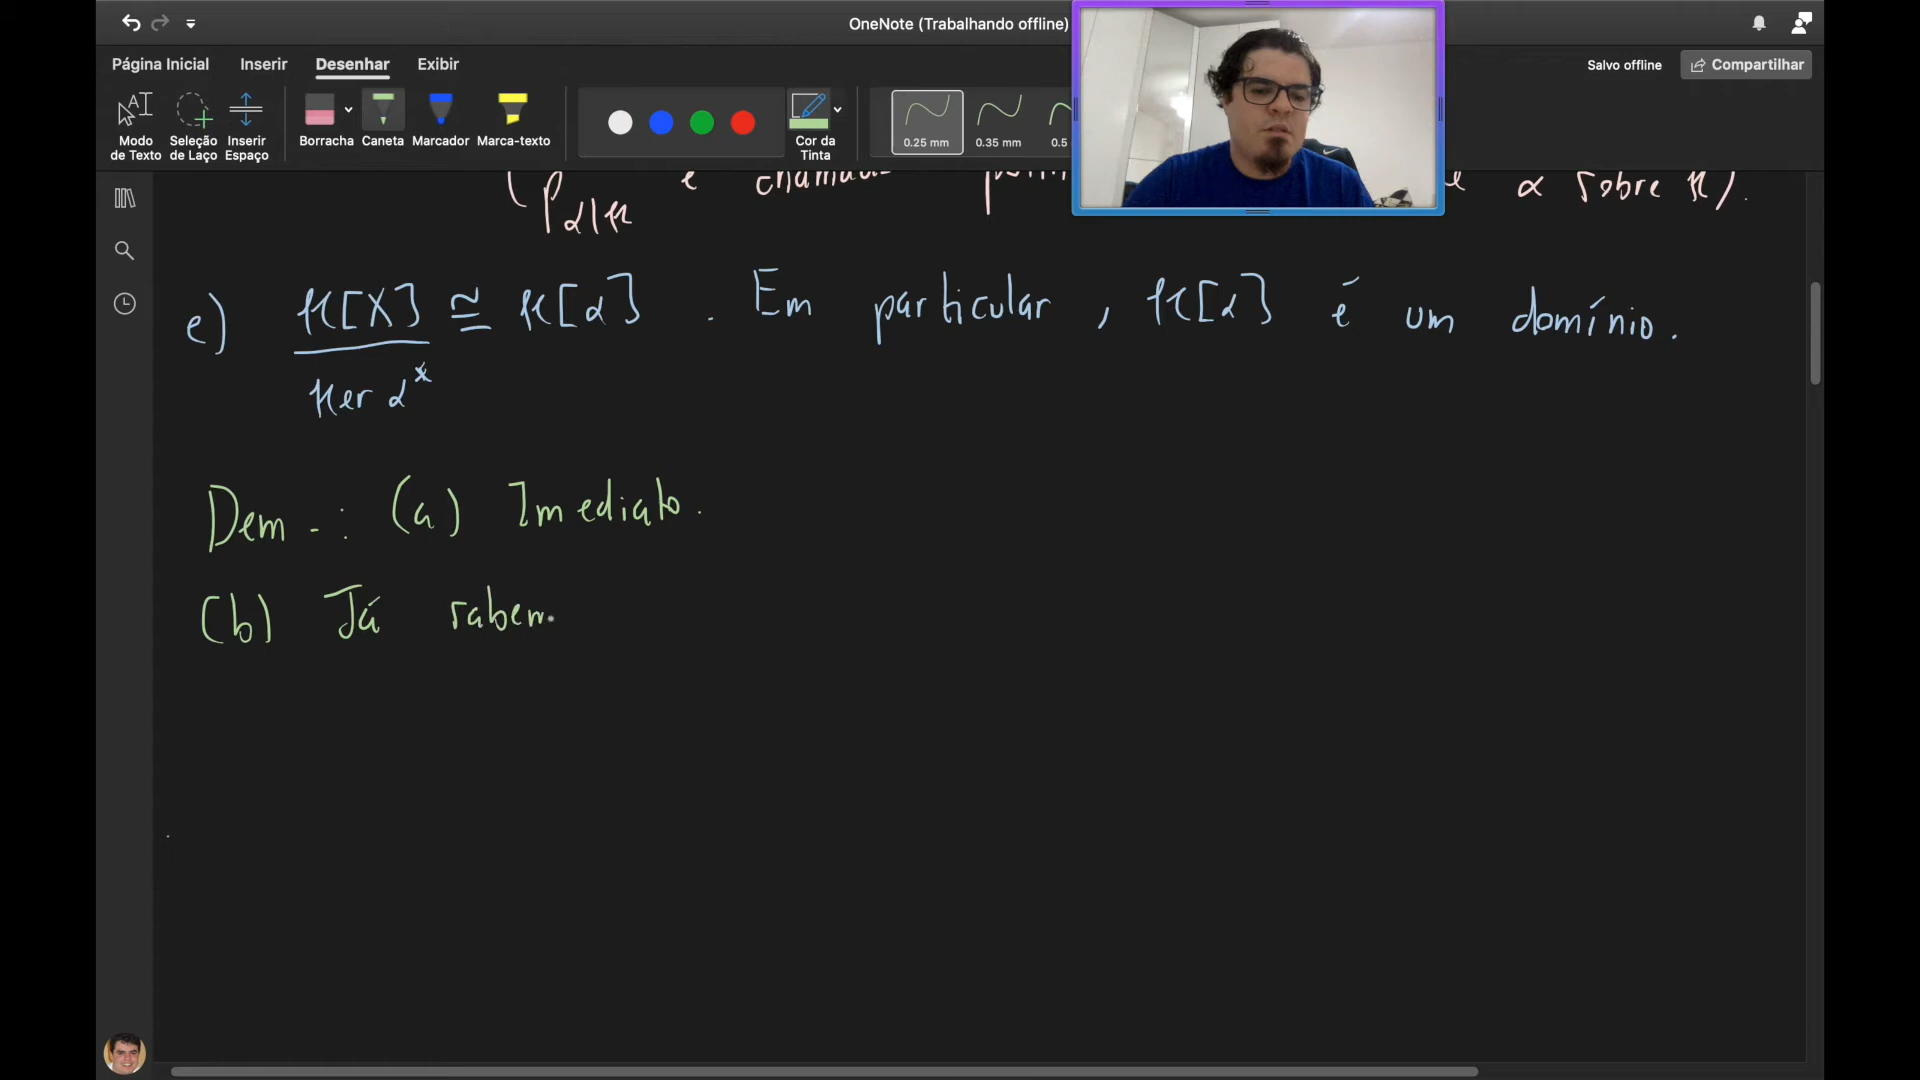 OneNote (Trabalhando offline)
Página Inicial Inserir Desenhar Exibir
Salvo offline Compartilhar
Modo de Texto
Seleção de Laço
Inserir Espaço
Borracha Caneta Marcador Marca-texto
Cor da Tinta
0.25 mm 0.35 mm 0.5
(p α|K é α sobre K).
e) K[X] / Ker α* ≅ K[α]. Em particular, K[α] é um domínio.
Dem.: (a) Imediato.
(b) Já sabem